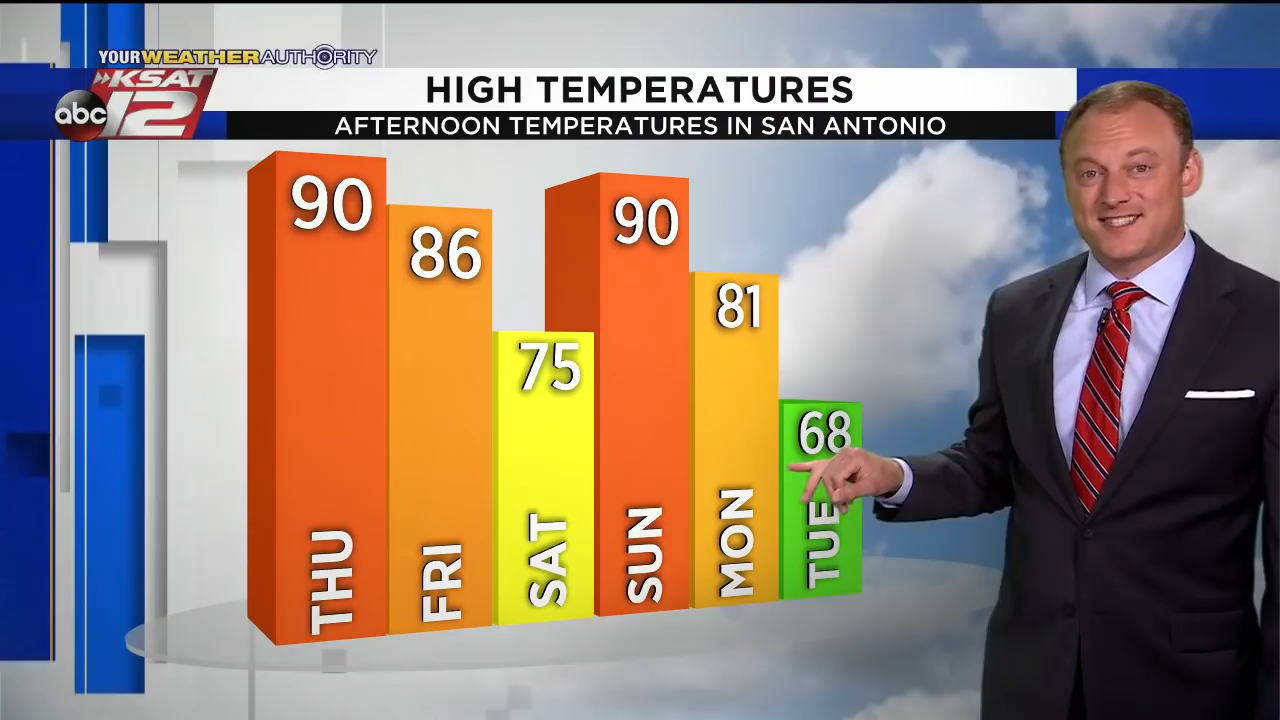 YOURWEATHERAUTHORITY
KSAT
abc 12
HIGH TEMPERATURES
AFTERNOON TEMPERATURES IN SAN ANTONIO
90
86
75
90
81
68
THU
FRI
SAT
SUN
MON
TUE